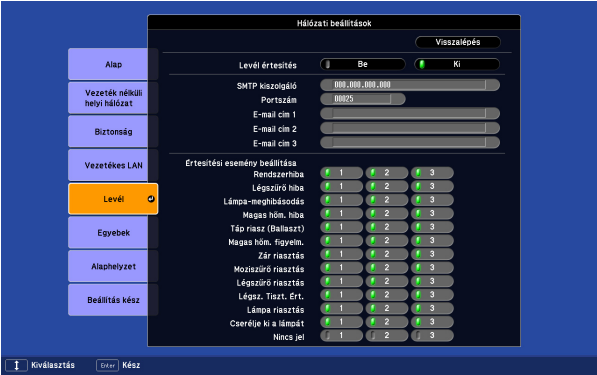 Hálózati beállítások
Visszalépés
Alap
Vezeték nélküli
helyi hálózat
Biztonság
Vezetékes LAN
Levél
Egyebek
Alaphelyzet
Beállítás kész
Levél értesítés Be Ki
SMTP kiszolgáló 000.000.000.000
Portszám 00025
E-mail cím 1
E-mail cím 2
E-mail cím 3
Értesítési esemény beállítása
Rendszerhiba 1 2 3
Légszűrő hiba 1 2 3
Lámpa-meghibásodás 1 2 3
Magas hőm. hiba 1 2 3
Táp riasz (Ballaszt) 1 2 3
Magas hőm. figyelm. 1 2 3
Zár riasztás 1 2 3
Moziszűrő riasztás 1 2 3
Légszűrő riasztás 1 2 3
Légsz. Tiszt. Ért. 1 2 3
Lámpa riasztás 1 2 3
Cserélje ki a lámpát 1 2 3
Nincs jel 1 2 3
Kiválasztás Enter Kész